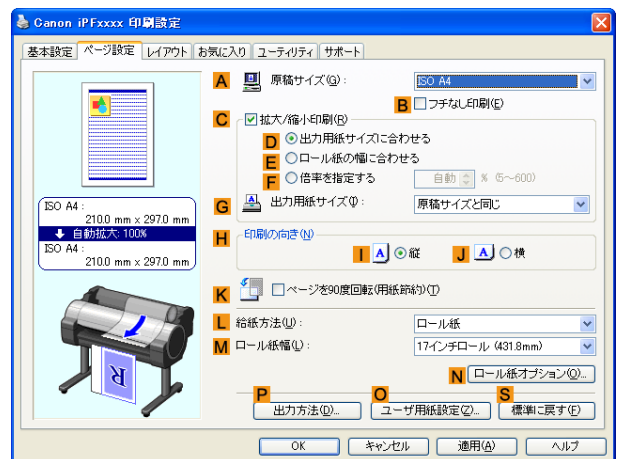 Canon iPFxxxx 印刷設定
基本設定 ページ設定 レイアウト お気に入り ユーティリティ サポート
A 原稿サイズ(G): ISO A4
B フチなし印刷(E)
C 拡大/縮小印刷(R)
D 出力用紙サイズに合わせる
E ロール紙の幅に合わせる
F 倍率を指定する 自動 % (5~600)
G 出力用紙サイズ(I): 原稿サイズと同じ
ISO A4 :
210.0 mm x 297.0 mm
自動拡大: 100%
ISO A4 :
210.0 mm x 297.0 mm
H 印刷の向き(N)
I A 縦 J A 横
K ページを90度回転(用紙節約)(T)
L 給紙方法(U): ロール紙
M ロール紙幅(L): 17インチロール (431.8mm)
N ロール紙オプション(Q)...
P O S
出力方法(D)... ユーザ用紙設定(Z)... 標準に戻す(F)
R
OK キャンセル 適用(A) ヘルプ